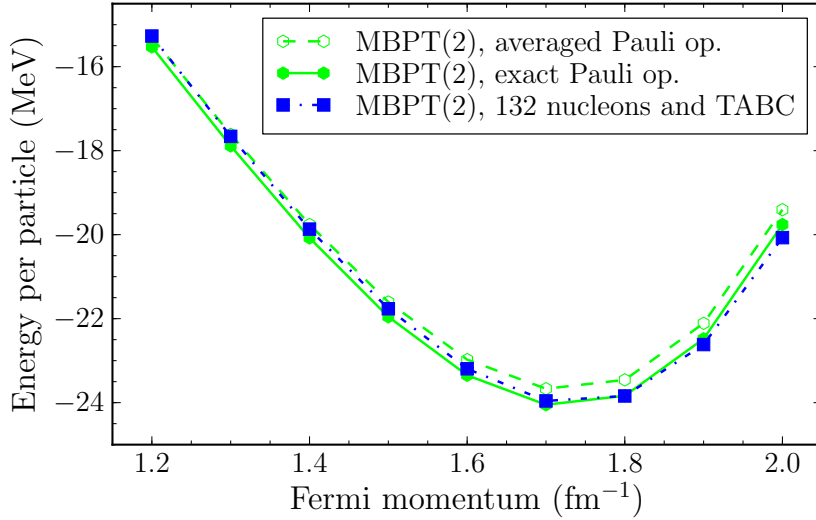 MBPT(2), averaged Pauli op.
MBPT(2), exact Pauli op.
MBPT(2), 132 nucleons and TABC
Energy per particle (MeV)
−16
−18
−20
−22
−24
1.2 1.4 1.6 1.8 2.0
Fermi momentum (fm⁻¹)